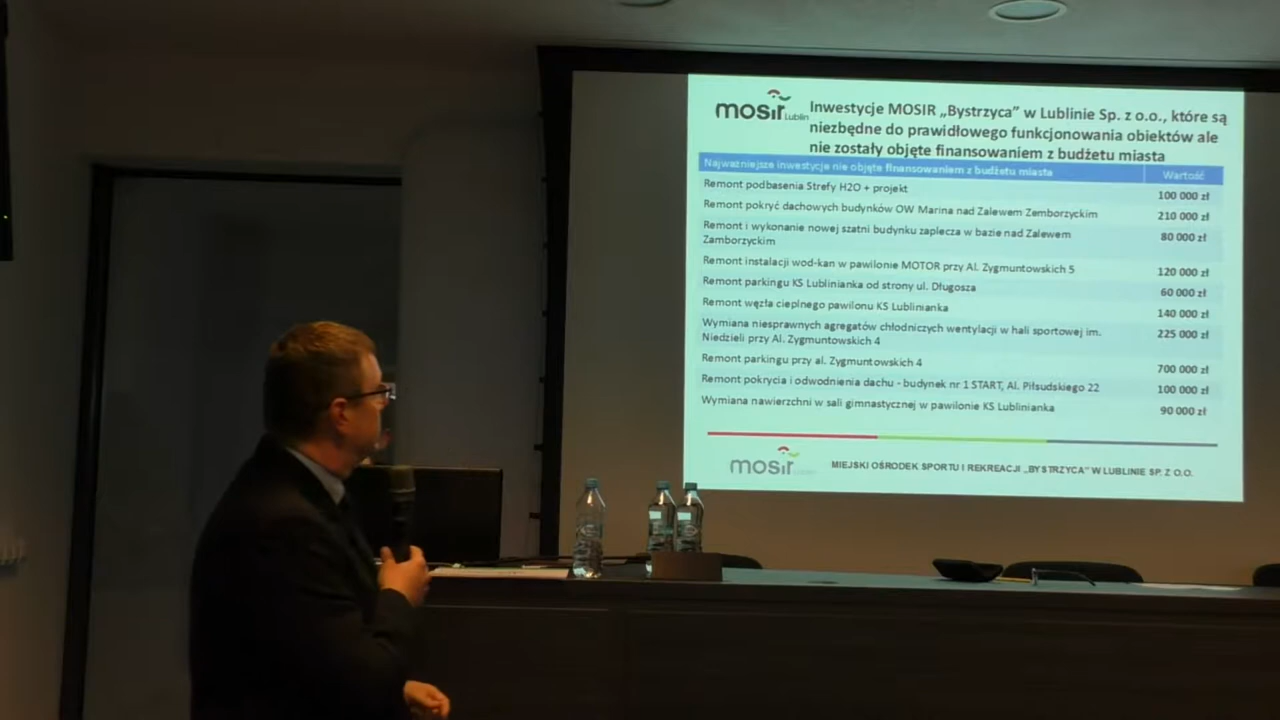 mosir Lublin
Inwestycje MOSIR „Bystrzyca” w Lublinie Sp. z o.o., które są
niezbędne do prawidłowego funkcjonowania obiektów ale
nie zostały objęte finansowaniem z budżetu miasta
Najważniejsze inwestycje nie objęte finansowaniem z budżetu miasta Wartość
Remont podbasenia Strefy H2O + projekt 100 000 zł
Remont pokryć dachowych budynków OW Marina nad Zalewem Zemborzyckim 210 000 zł
Remont i wykonanie nowej szatni budynku zaplecza w bazie nad Zalewem 80 000 zł
Zamborzyckim
Remont instalacji wod-kan w pawilonie MOTOR przy Al. Zygmuntowskich 5 120 000 zł
Remont parkingu KS Lublinianka od strony ul. Długosza 60 000 zł
Remont węzła cieplnego pawilonu KS Lublinianka 140 000 zł
Wymiana niesprawnych agregatów chłodniczych wentylacji w hali sportowej im. 225 000 zł
Niedzieli przy Al. Zygmuntowskich 4
Remont parkingu przy al. Zygmuntowskich 4 700 000 zł
Remont pokrycia i odwodnienia dachu - budynek nr 1 START, Al. Piłsudskiego 22 100 000 zł
Wymiana nawierzchni w sali gimnastycznej w pawilonie KS Lublinianka 90 000 zł
mosir
MIEJSKI OŚRODEK SPORTU I REKREACJI „BYSTRZYCA” W LUBLINIE SP. Z O.O.